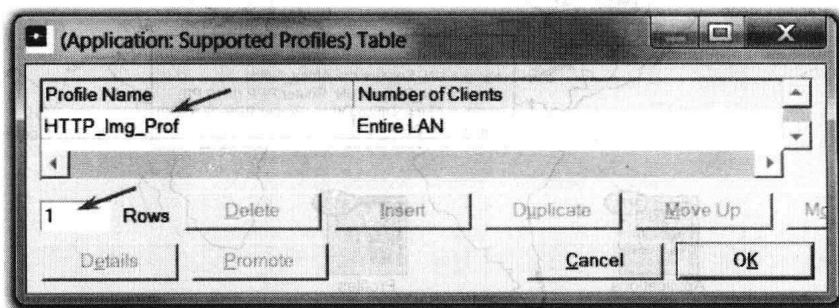 (Application: Supported Profiles) Table
Profile Name Number of Clients
HTTP_Img_Prof Entire LAN
1 Rows Delete Insert Duplicate Move Up
Details Promote Cancel OK